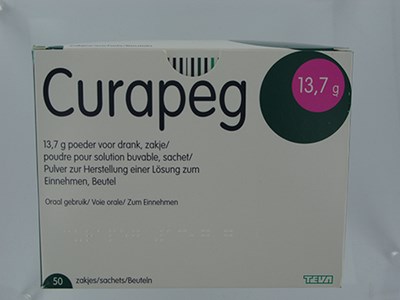 Curapeg
13,7 g
13,7 g poeder voor drank, zakje/
poudre pour solution buvable, sachet/
Pulver zur Herstellung einer Lösung zum
Einnehmen, Beutel
Oraal gebruik/ Voie orale/ Zum Einnehmen
50 zakjes/sachets/Beuteln
TEVA